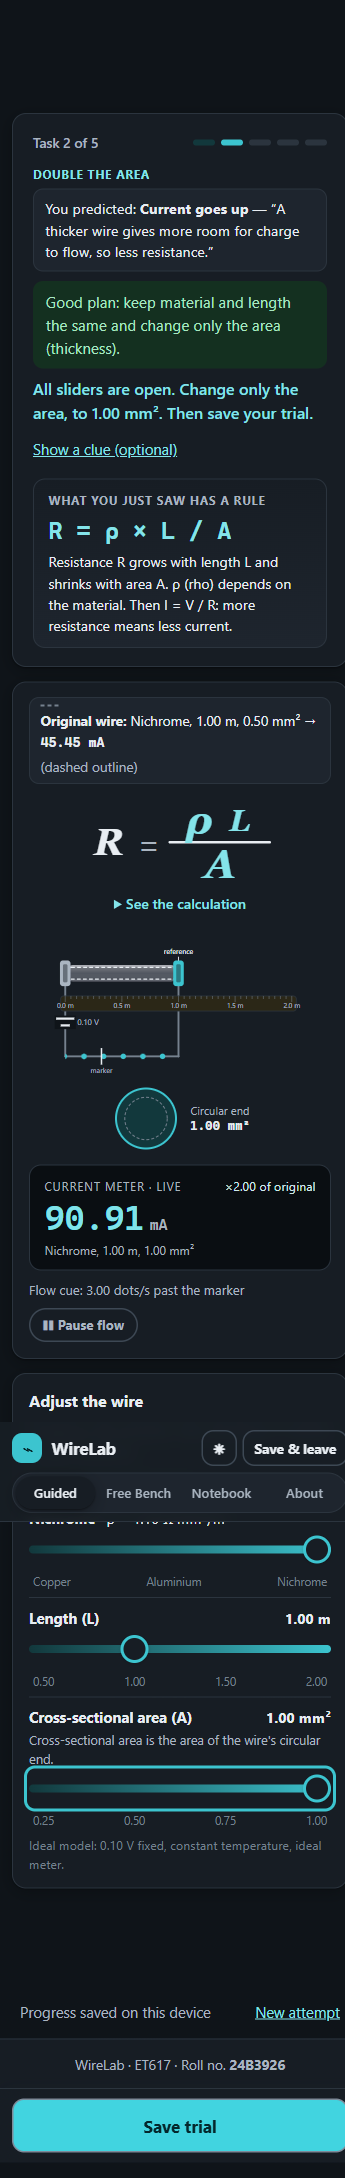 Task 2 of 5
DOUBLE THE AREA
You predicted: Current goes up — “A
thicker wire gives more room for charge
to flow, so less resistance.”
Good plan: keep material and length
the same and change only the area
(thickness).
All sliders are open. Change only the
area, to 1.00 mm². Then save your trial.
Show a clue (optional)
WHAT YOU JUST SAW HAS A RULE
R = ρ × L / A
Resistance R grows with length L and
shrinks with area A. ρ (rho) depends on
the material. Then I = V / R: more
resistance means less current.
Original wire: Nichrome, 1.00 m, 0.50 mm² →
45.45 mA
(dashed outline)
R = ρ L / A
▶ See the calculation
reference
0.0 m 0.5 m 1.0 m 1.5 m 2.0 m
0.10 V
marker
Circular end
1.00 mm²
CURRENT METER · LIVE ×2.00 of original
90.91 mA
Nichrome, 1.00 m, 1.00 mm²
Flow cue: 3.00 dots/s past the marker
Pause flow
Adjust the wire
WireLab Save & leave
Guided Free Bench Notebook About
Copper Aluminium Nichrome
Length (L) 1.00 m
0.50 1.00 1.50 2.00
Cross-sectional area (A) 1.00 mm²
Cross-sectional area is the area of the wire's circular
end.
0.25 0.50 0.75 1.00
Ideal model: 0.10 V fixed, constant temperature, ideal
meter.
Progress saved on this device New attempt
WireLab · ET617 · Roll no. 24B3926
Save trial